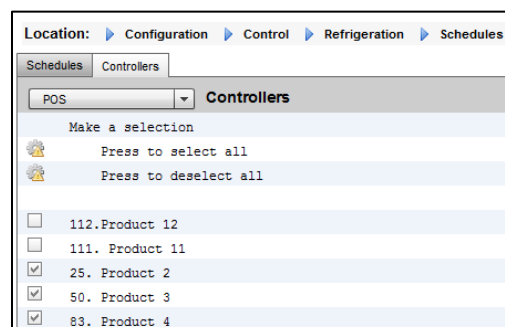 Location: Configuration Control Refrigeration Schedules
Schedules Controllers
POS Controllers
Make a selection
Press to select all
Press to deselect all
112.Product 12
111. Product 11
25. Product 2
50. Product 3
83. Product 4